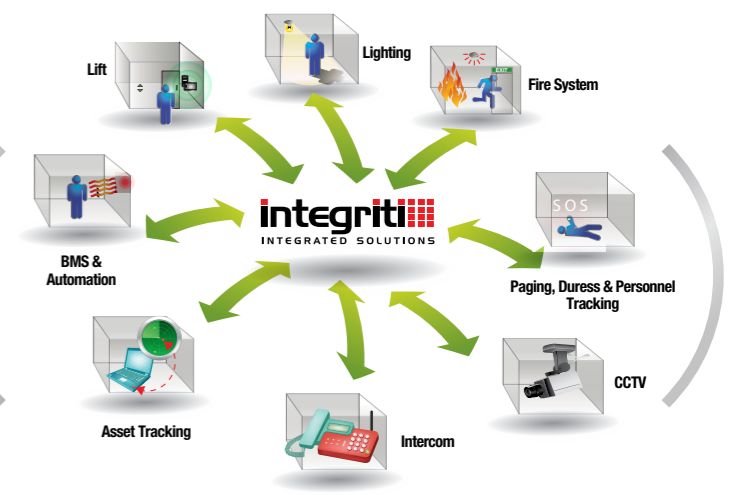 Lift
Lighting
EXIT
Fire System
integriti
INTEGRATED SOLUTIONS
SOS
BMS &
Automation
Paging, Duress & Personnel
Tracking
CCTV
Asset Tracking
Intercom